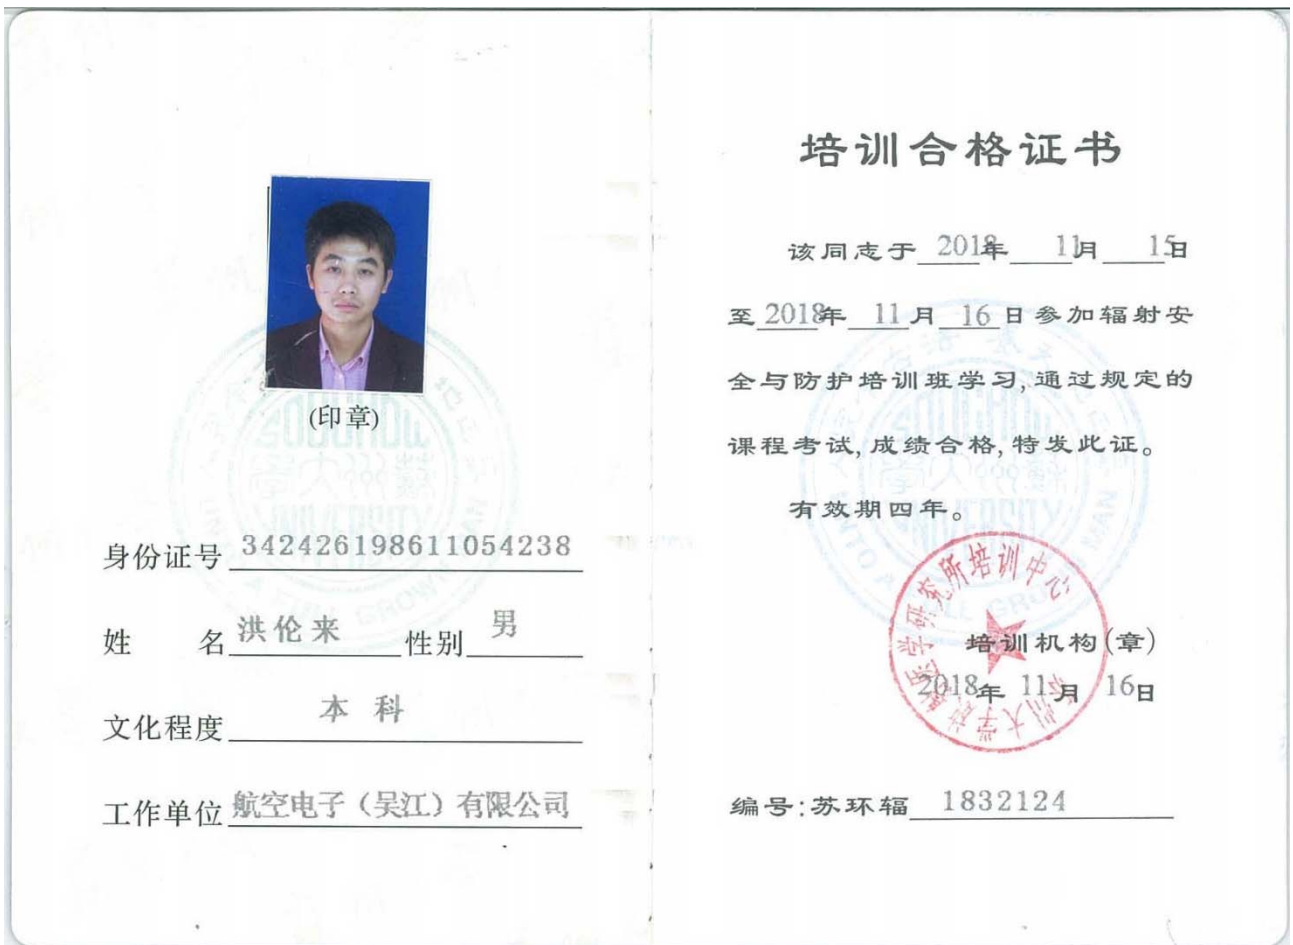 (印章)
身份证号 342426198611054238
姓 名 洪伦来 性别 男
文化程度 本科
工作单位 航空电子（吴江）有限公司
培训合格证书
该同志于 2018年 11月 15日
至 2018年 11月 16日参加辐射安
全与防护培训班学习,通过规定的
课程考试,成绩合格,特发此证。
有效期四年。
培训机构(章)
2018年 11月 16日
编号:苏环辐 1832124
SOOCHOW
UNIVERSITY
SOOCHOW
UNIVERSITY